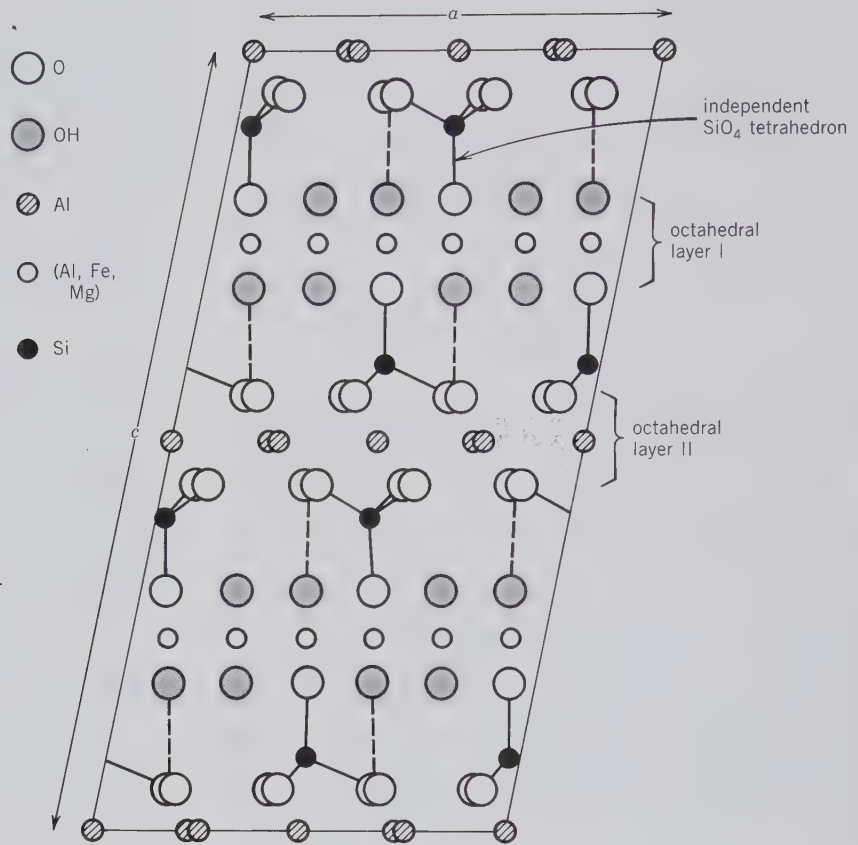 a
O
OH
Al
(Al, Fe,
Mg)
Si
independent
SiO4 tetrahedron
octahedral
layer I
c
octahedral
layer II